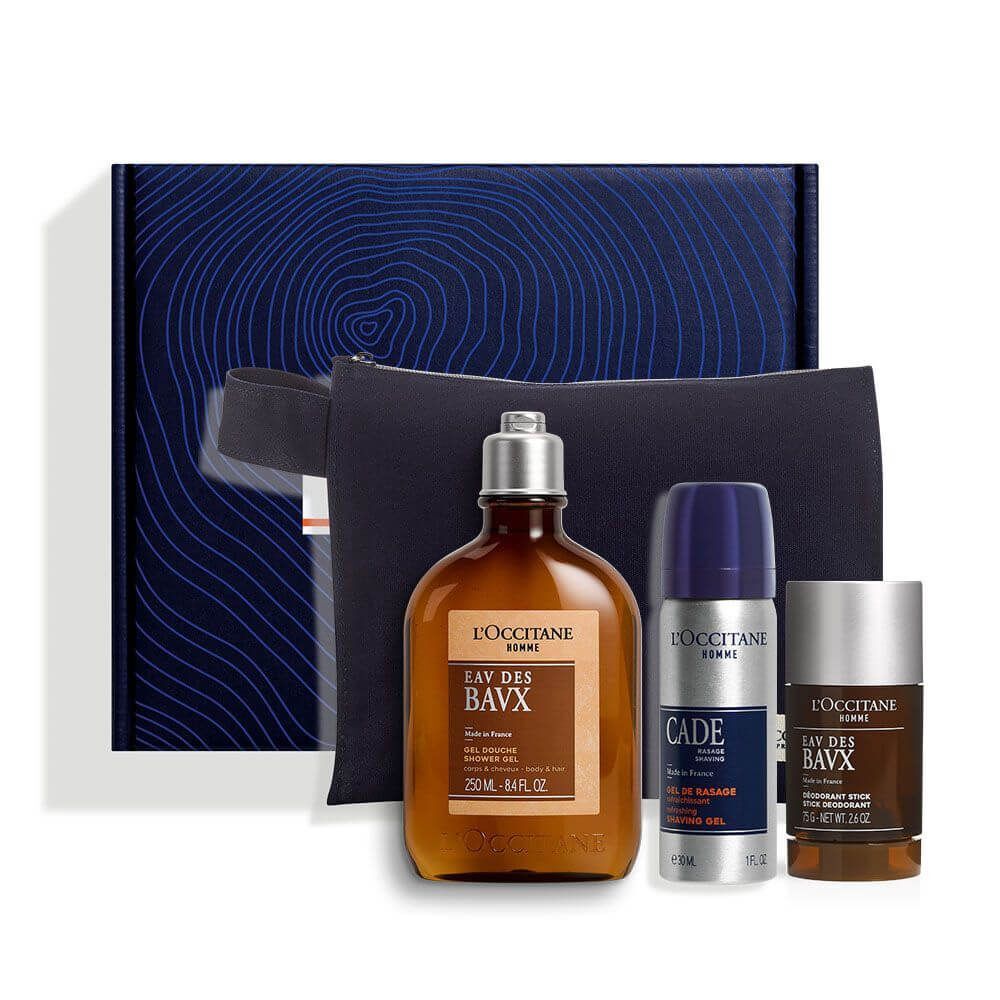 L'OCCITANE
HOMME
EAV DES
BAVX
Made in France
GEL DOUCHE
SHOWER GEL
corps & cheveux - body & hair
250 ML - 8.4 FL. OZ.
L'OCCITANE
L'OCCITANE
HOMME
CADE
RASAGE
SHAVING
Made in France
GEL DE RASAGE
rafraîchissant
refreshing
SHAVING GEL
e 30 ML 1 FL. OZ.
L'OCCITANE
HOMME
EAV DES
BAVX
Made in France
DÉODORANT STICK
STICK DEODORANT
75 G - NET WT. 2.6 OZ.